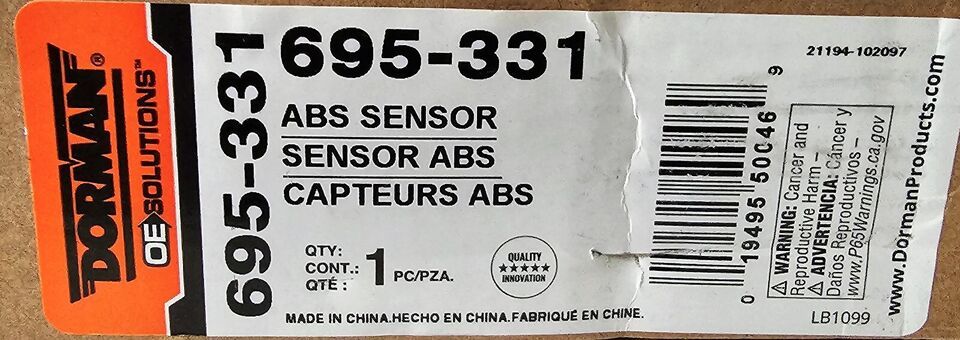 DORMAN®
OE SOLUTIONS™
695-331
695-331
ABS SENSOR
SENSOR ABS
CAPTEURS ABS
QTY:
CONT.: 1 PC/PZA.
QTÉ :
QUALITY
★★★★★
INNOVATION
MADE IN CHINA.HECHO EN CHINA.FABRIQUÉ EN CHINE.
21194-102097
0 19495 50046 9
⚠ WARNING: Cancer and
Reproductive Harm –
⚠ ADVERTENCIA: Cáncer y
Daños Reproductivos –
www.P65Warnings.ca.gov
LB1099
www.DormanProducts.com